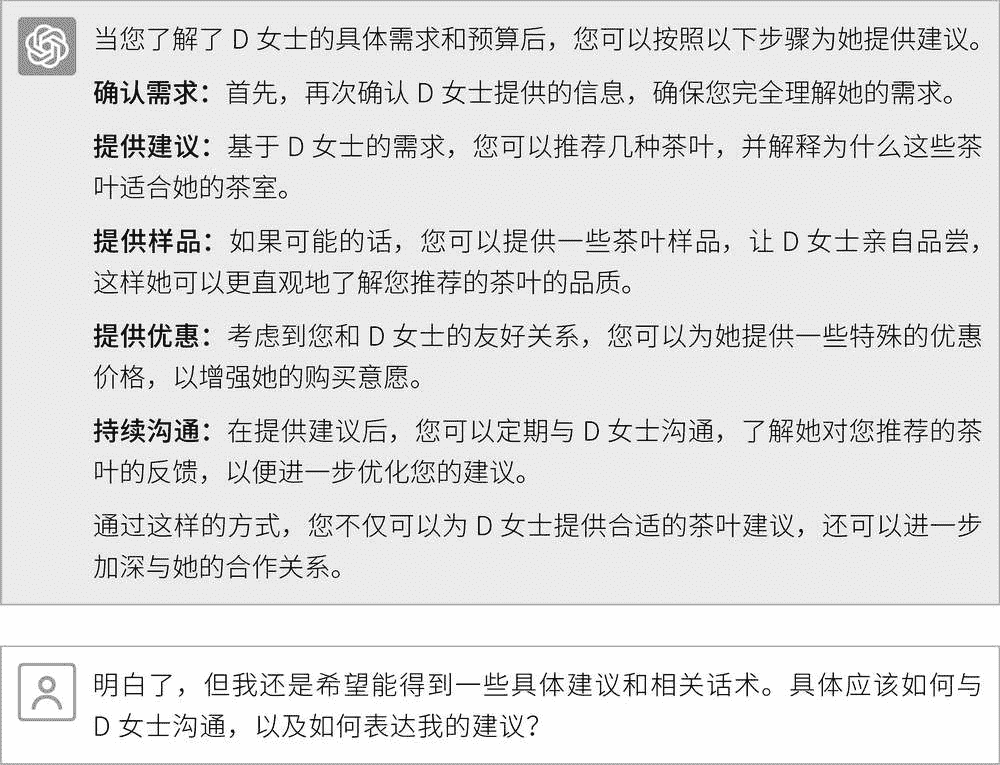 当您了解了 D 女士的具体需求和预算后，您可以按照以下步骤为她提供建议。
确认需求：首先，再次确认 D 女士提供的信息，确保您完全理解她的需求。
提供建议：基于 D 女士的需求，您可以推荐几种茶叶，并解释为什么这些茶
叶适合她的茶室。
提供样品：如果可能的话，您可以提供一些茶叶样品，让 D 女士亲自品尝，
这样她可以更直观地了解您推荐的茶叶的品质。
提供优惠：考虑到您和 D 女士的友好关系，您可以为她提供一些特殊的优惠
价格，以增强她的购买意愿。
持续沟通：在提供建议后，您可以定期与 D 女士沟通，了解她对您推荐的茶
叶的反馈，以便进一步优化您的建议。
通过这样的方式，您不仅可以为 D 女士提供合适的茶叶建议，还可以进一步
加深与她的合作关系。
明白了，但我还是希望能得到一些具体建议和相关话术。具体应该如何与
D 女士沟通，以及如何表达我的建议？